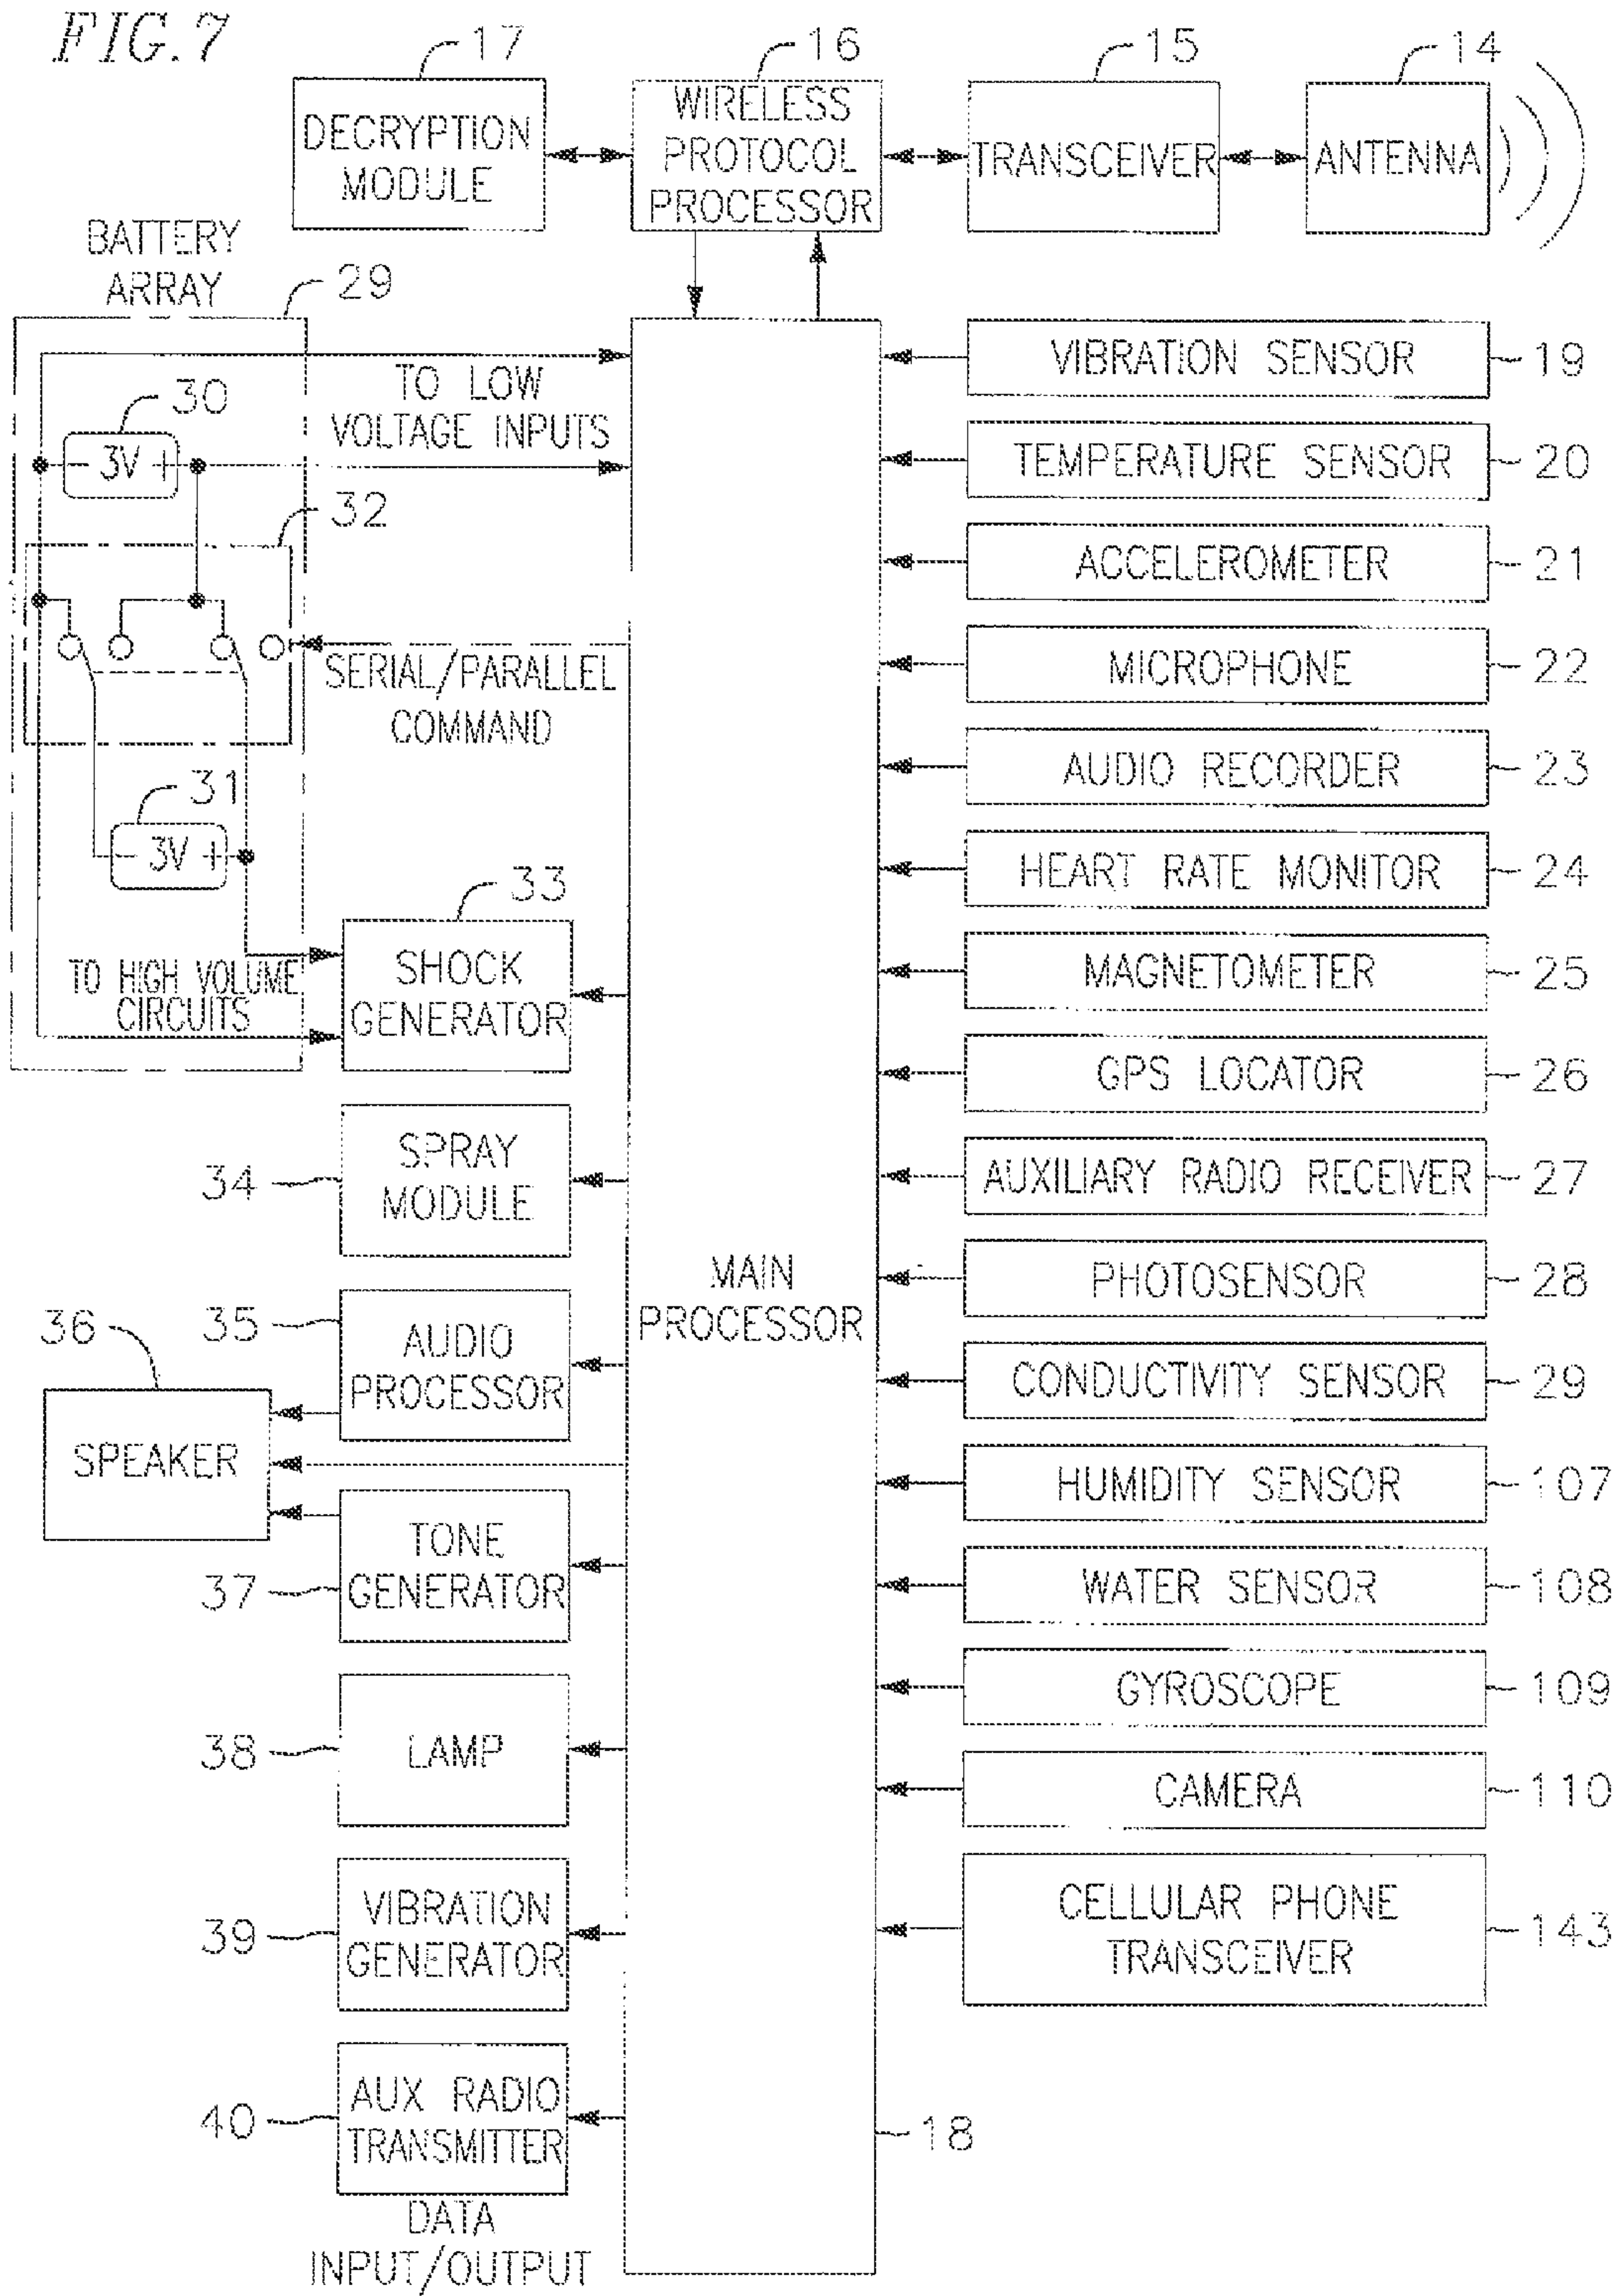 FIG. 7
17
16
15
14
DECRYPTION
MODULE
WIRELESS
PROTOCOL
PROCESSOR
TRANSCEIVER
ANTENNA
BATTERY
ARRAY
29
TO LOW
VOLTAGE INPUTS
30
- 3V +
32
SERIAL/PARALLEL
COMMAND
31
- 3V +
33
SHOCK
GENERATOR
TO HIGH VOLUME
CIRCUITS
34
SPRAY
MODULE
35
AUDIO
PROCESSOR
36
SPEAKER
37
TONE
GENERATOR
38
LAMP
39
VIBRATION
GENERATOR
40
AUX RADIO
TRANSMITTER
DATA
INPUT/OUTPUT
MAIN
PROCESSOR
18
VIBRATION SENSOR 19
TEMPERATURE SENSOR 20
ACCELEROMETER 21
MICROPHONE 22
AUDIO RECORDER 23
HEART RATE MONITOR 24
MAGNETOMETER 25
GPS LOCATOR 26
AUXILIARY RADIO RECEIVER 27
PHOTOSENSOR 28
CONDUCTIVITY SENSOR 29
HUMIDITY SENSOR 107
WATER SENSOR 108
GYROSCOPE 109
CAMERA 110
CELLULAR PHONE
TRANSCEIVER 143